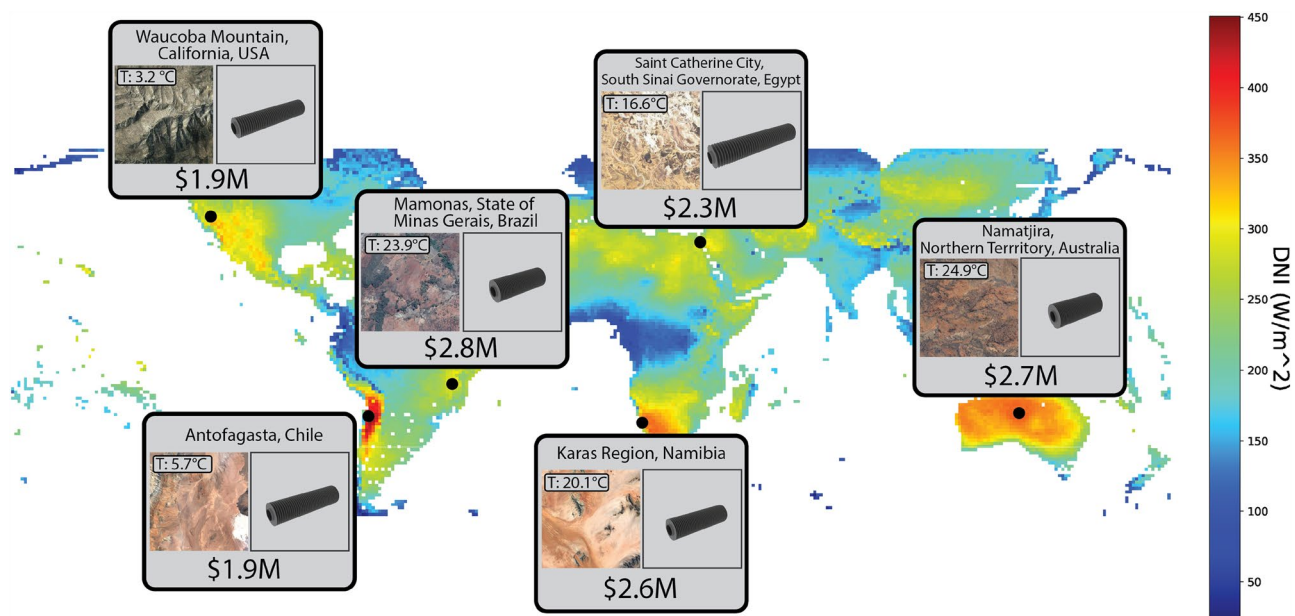 Waucoba Mountain,
California, USA
T: 3.2 °C
$1.9M
Saint Catherine City,
South Sinai Governorate, Egypt
T: 16.6°C
$2.3M
Mamonas, State of
Minas Gerais, Brazil
T: 23.9°C
$2.8M
Namatjira,
Northern Terrritory, Australia
T: 24.9°C
$2.7M
Antofagasta, Chile
T: 5.7°C
$1.9M
Karas Region, Namibia
T: 20.1°C
$2.6M
450
400
350
300
250
200
150
100
50
DNI (W/m^2)